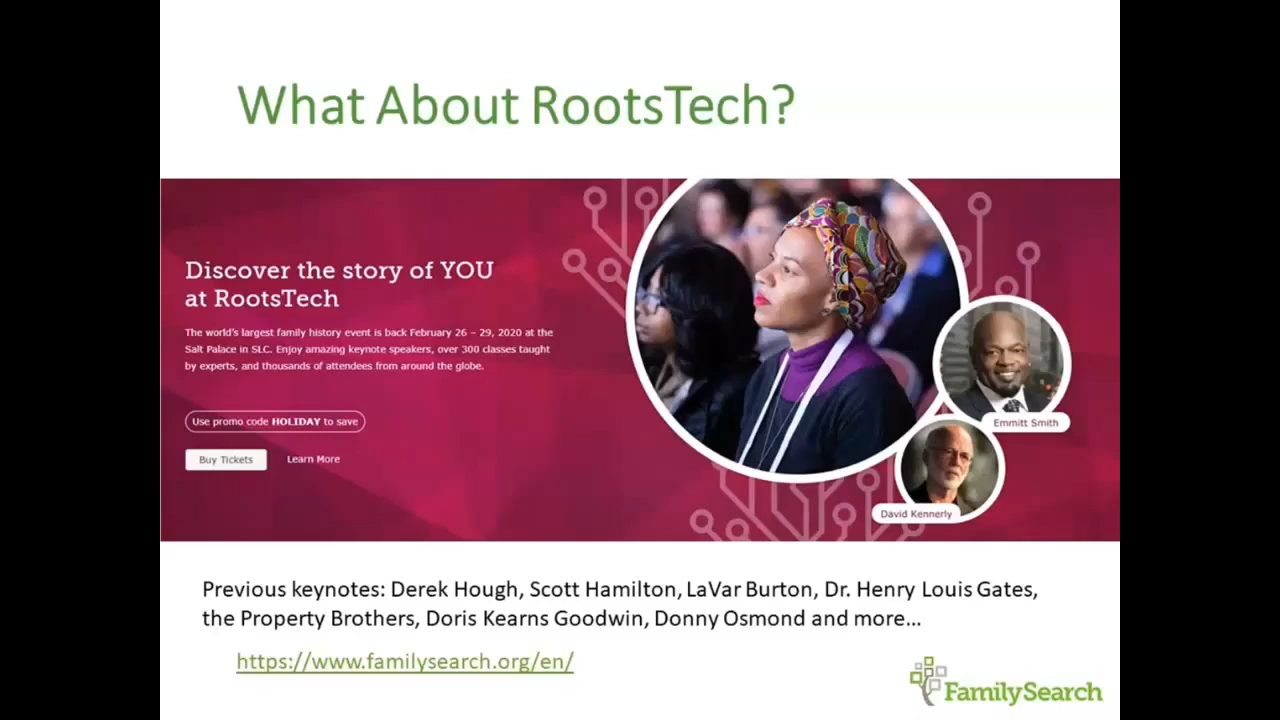 What About RootsTech?
Discover the story of YOU
at RootsTech
The world's largest family history event is back February 26 – 29, 2020 at the
Salt Palace in SLC. Enjoy amazing keynote speakers, over 300 classes taught
by experts, and thousands of attendees from around the globe.
Use promo code HOLIDAY to save
Buy Tickets
Learn More
Emmitt Smith
David Kennerly
Previous keynotes: Derek Hough, Scott Hamilton, LaVar Burton, Dr. Henry Louis Gates,
the Property Brothers, Doris Kearns Goodwin, Donny Osmond and more…
https://www.familysearch.org/en/
FamilySearch